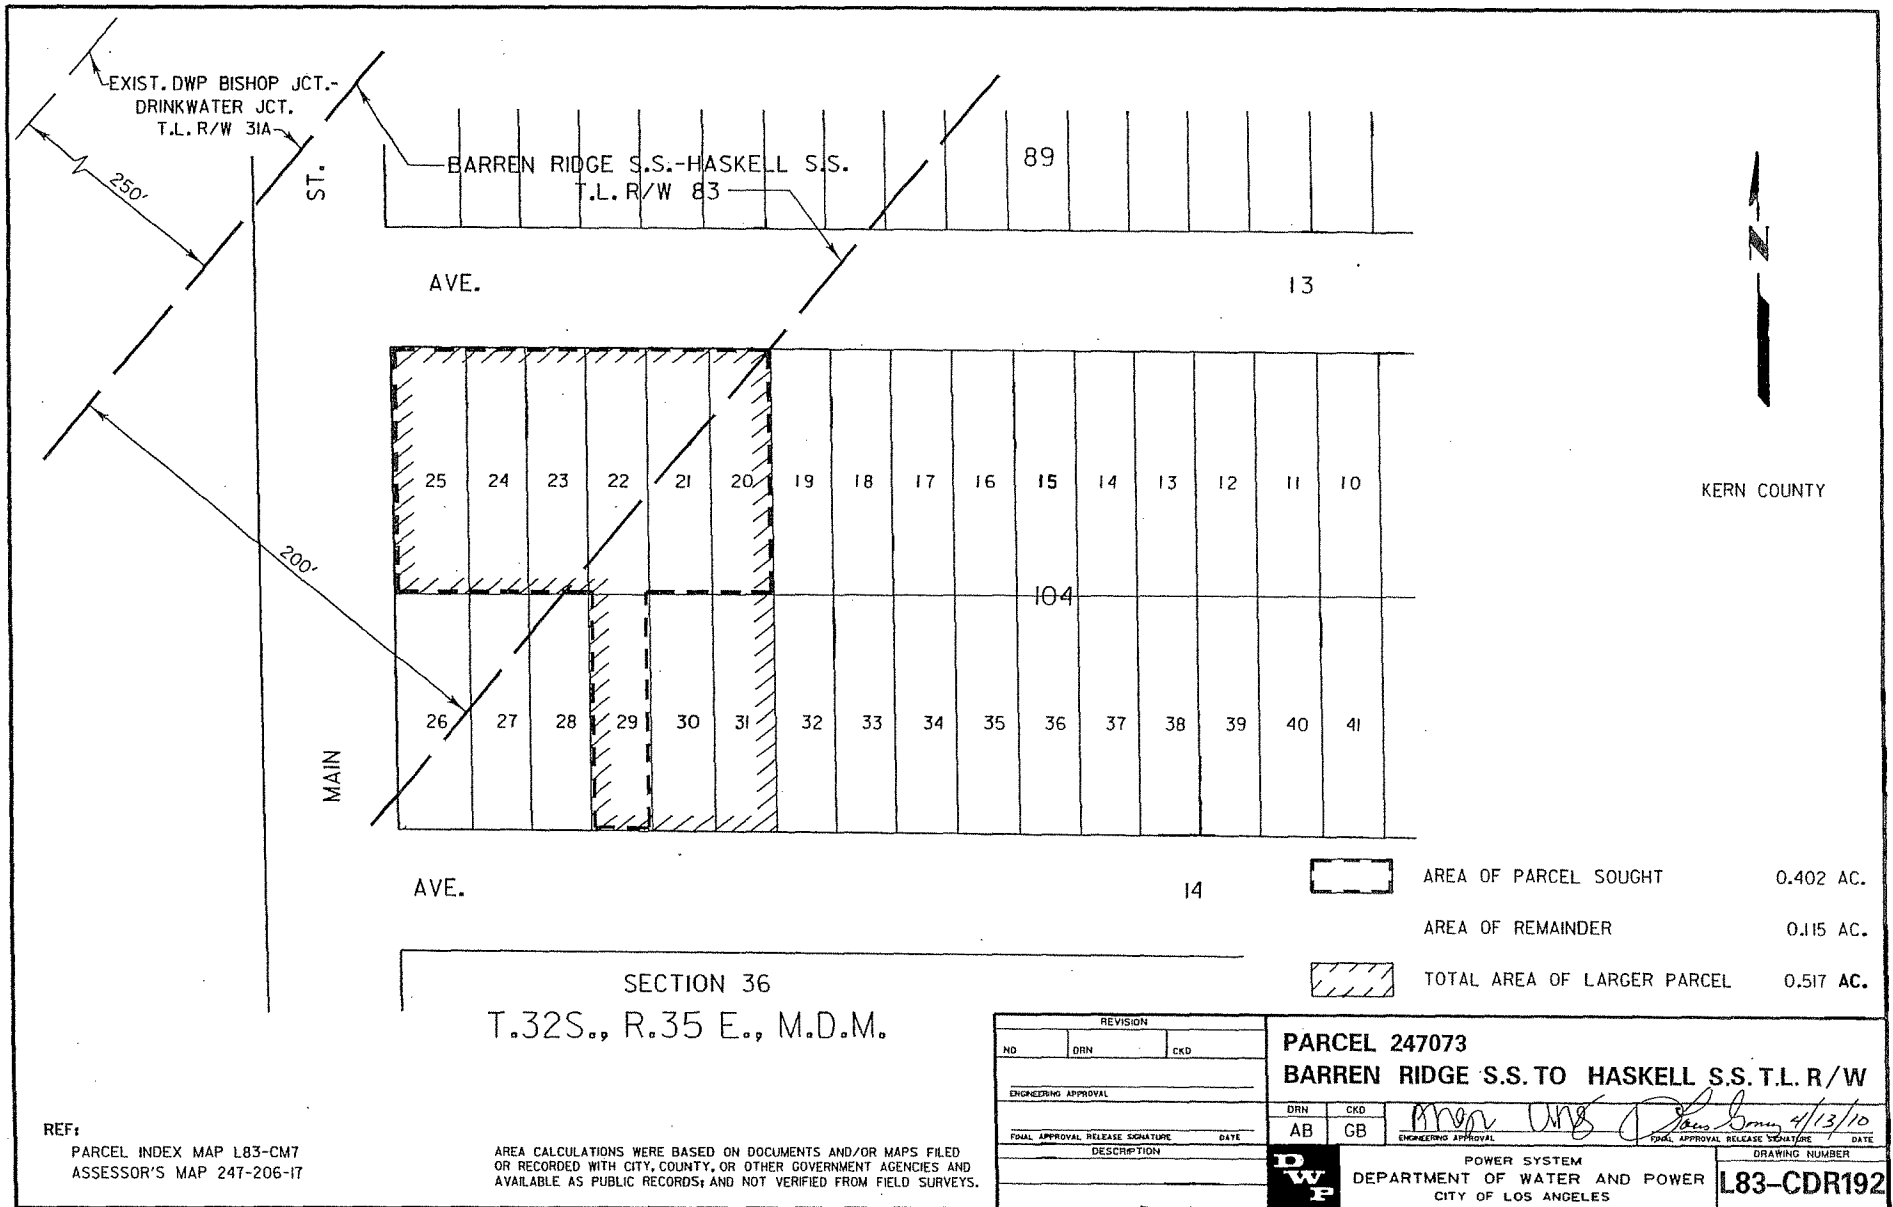 EXIST. DWP BISHOP JCT.-
DRINKWATER JCT.
T.L. R/W 31A
250'
ST.
BARREN RIDGE S.S.-HASKELL S.S.
T.L. R/W 83
89
AVE.
13
N
25 24 23 22 21 20 19 18 17 16 15 14 13 12 11 10
KERN COUNTY
200'
104
26 27 28 29 30 31 32 33 34 35 36 37 38 39 40 41
MAIN
AVE.
14
AREA OF PARCEL SOUGHT 0.402 AC.
AREA OF REMAINDER 0.115 AC.
TOTAL AREA OF LARGER PARCEL 0.517 AC.
SECTION 36
T.32S., R.35 E., M.D.M.
REF:
PARCEL INDEX MAP L83-CM7
ASSESSOR'S MAP 247-206-17
AREA CALCULATIONS WERE BASED ON DOCUMENTS AND/OR MAPS FILED
OR RECORDED WITH CITY, COUNTY, OR OTHER GOVERNMENT AGENCIES AND
AVAILABLE AS PUBLIC RECORDS; AND NOT VERIFIED FROM FIELD SURVEYS.
REVISION
NO DRN CKD
ENGINEERING APPROVAL
FINAL APPROVAL RELEASE SIGNATURE DATE
DESCRIPTION
PARCEL 247073
BARREN RIDGE S.S. TO HASKELL S.S. T.L. R/W
DRN CKD
AB GB
4/13/10
ENGINEERING APPROVAL
FINAL APPROVAL RELEASE SIGNATURE DATE
DWP
POWER SYSTEM
DEPARTMENT OF WATER AND POWER
CITY OF LOS ANGELES
DRAWING NUMBER
L83-CDR192